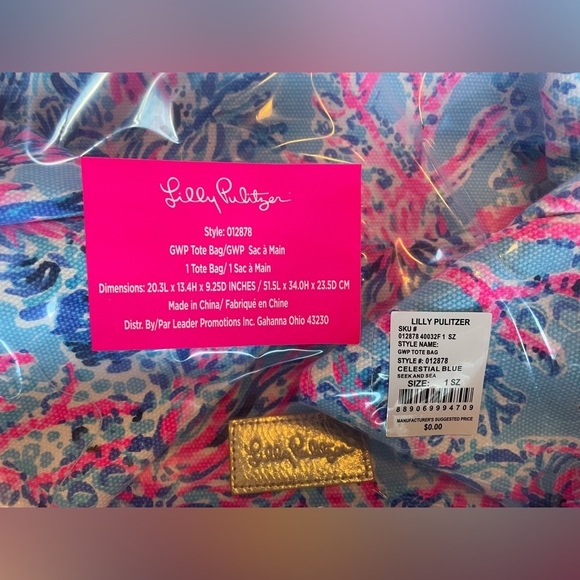 Lilly Pulitzer
Style: 012878
GWP Tote Bag/GWP Sac à Main
1 Tote Bag/ 1 Sac à Main
Dimensions: 20.3L x 13.4H x 9.25D INCHES / 51.5L x 34.0H x 23.5D CM
Made in China/ Fabriqué en Chine
Distr. By/Par Leader Promotions Inc. Gahanna Ohio 43230
LILLY PULITZER
SKU #
012878 40032F 1 SZ
STYLE NAME:
GWP TOTE BAG
STYLE #: 012878
CELESTIAL BLUE
SEEK AND SEA
SIZE: 1 SZ
889069994709
MANUFACTURER'S SUGGESTED PRICE
$0.00
Lilly Pulitzer